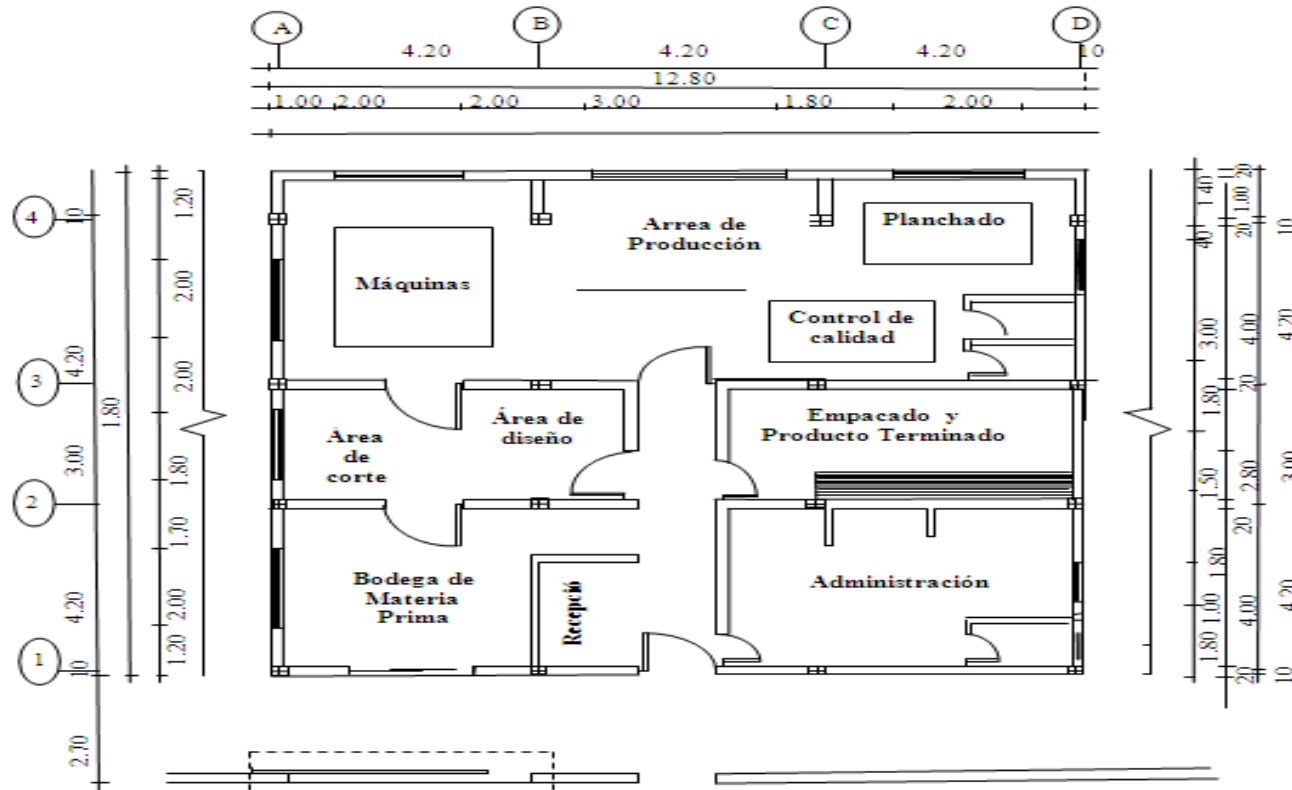 A B C D
4.20 4.20 4.20 10
12.80
1.00 2.00 2.00 3.00 1.80 2.00
4
3
2
1
10
4.20
3.00
4.20
10
2.70
1.80
1.20
2.00
2.00
1.80
1.70
2.00
1.20
Máquinas
Arrea de
Producción
Planchado
Control de
calidad
Área
de
corte
Área de
diseño
Empacado y
Producto Terminado
Bodega de
Materia
Prima
Recepció
Administración
1.40
40
3.00
1.80
1.50
1.80
1.00
1.80
20
1.00
20
4.00
20
2.80
20
4.00
20
10
4.20
3.00
4.20
10